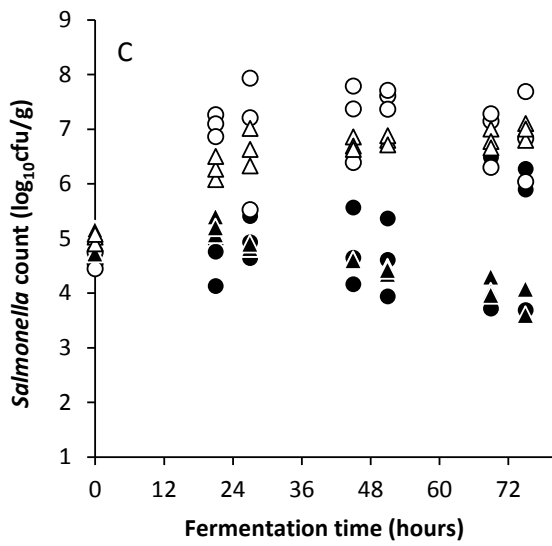 C
9
8
7
6
5
4
3
2
1
Salmonella count (log₁₀cfu/g)
0 12 24 36 48 60 72
Fermentation time (hours)